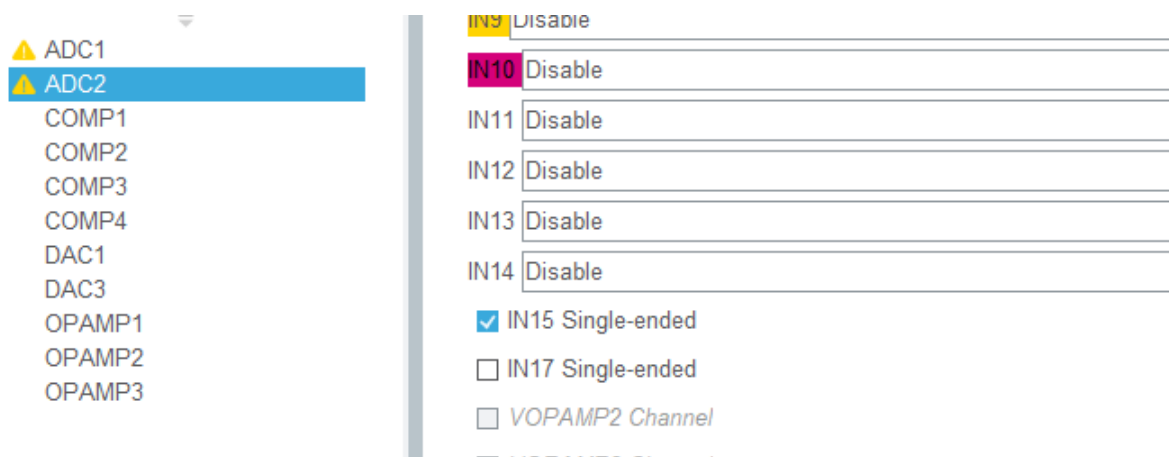 ADC1
ADC2
COMP1
COMP2
COMP3
COMP4
DAC1
DAC3
OPAMP1
OPAMP2
OPAMP3
IN9 Disable
IN10 Disable
IN11 Disable
IN12 Disable
IN13 Disable
IN14 Disable
IN15 Single-ended
IN17 Single-ended
VOPAMP2 Channel